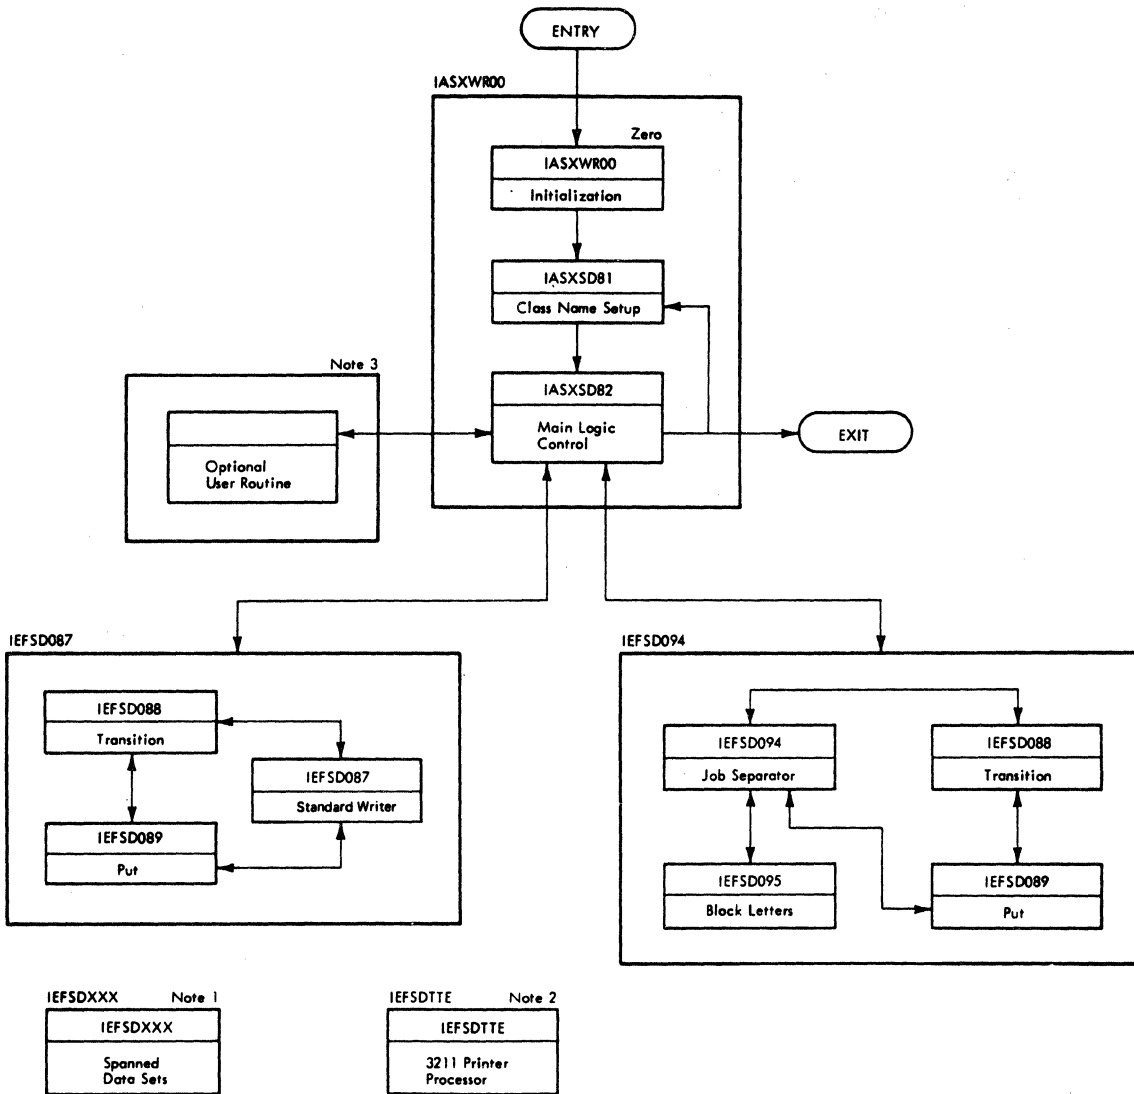 ENTRY
IASXWR00
Zero
IASXWR00
Initialization
IASXSD81
Class Name Setup
Note 3
IASXSD82
Main Logic
Control
Optional
User Routine
EXIT
IEFSD087
IEFSD088
Transition
IEFSD087
Standard Writer
IEFSD089
Put
IEFSD094
IEFSD094
Job Separator
IEFSD088
Transition
IEFSD095
Block Letters
IEFSD089
Put
IEFSDXXX Note 1
IEFSDXXX
Spanned
Data Sets
IEFSDTTE Note 2
IEFSDTTE
3211 Printer
Processor